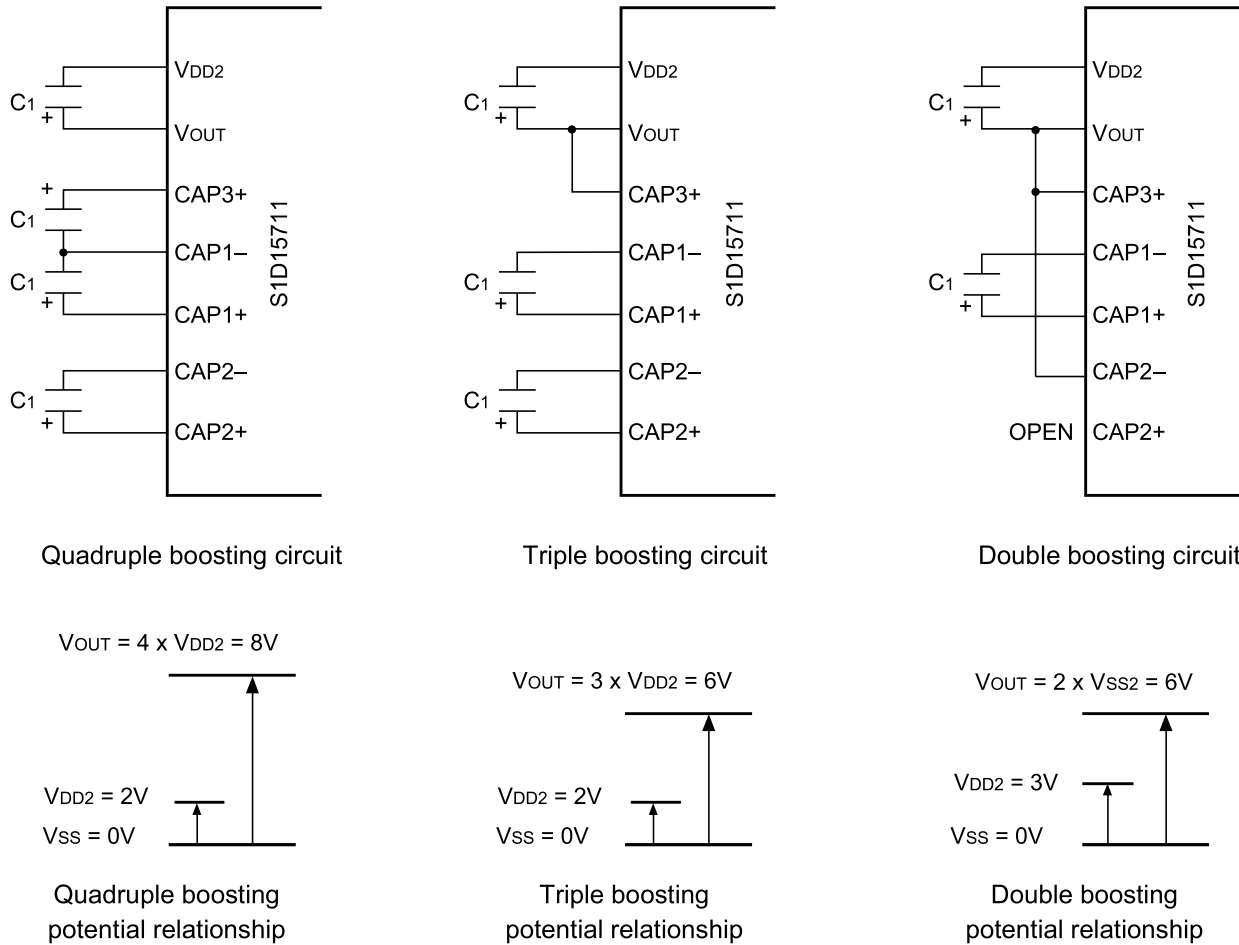 VDD2
C1
+
VOUT
+
CAP3+
C1
CAP1–
C1
+
CAP1+
CAP2–
C1
+
CAP2+
S1D15711
Quadruple boosting circuit
VDD2
C1
+
VOUT
CAP3+
CAP1–
C1
+
CAP1+
CAP2–
C1
+
CAP2+
S1D15711
Triple boosting circuit
VDD2
C1
+
VOUT
CAP3+
CAP1–
C1
+
CAP1+
CAP2–
OPEN CAP2+
S1D15711
Double boosting circuit
VOUT = 4 x VDD2 = 8V
VDD2 = 2V
VSS = 0V
Quadruple boosting
potential relationship
VOUT = 3 x VDD2 = 6V
VDD2 = 2V
VSS = 0V
Triple boosting
potential relationship
VOUT = 2 x VSS2 = 6V
VDD2 = 3V
VSS = 0V
Double boosting
potential relationship